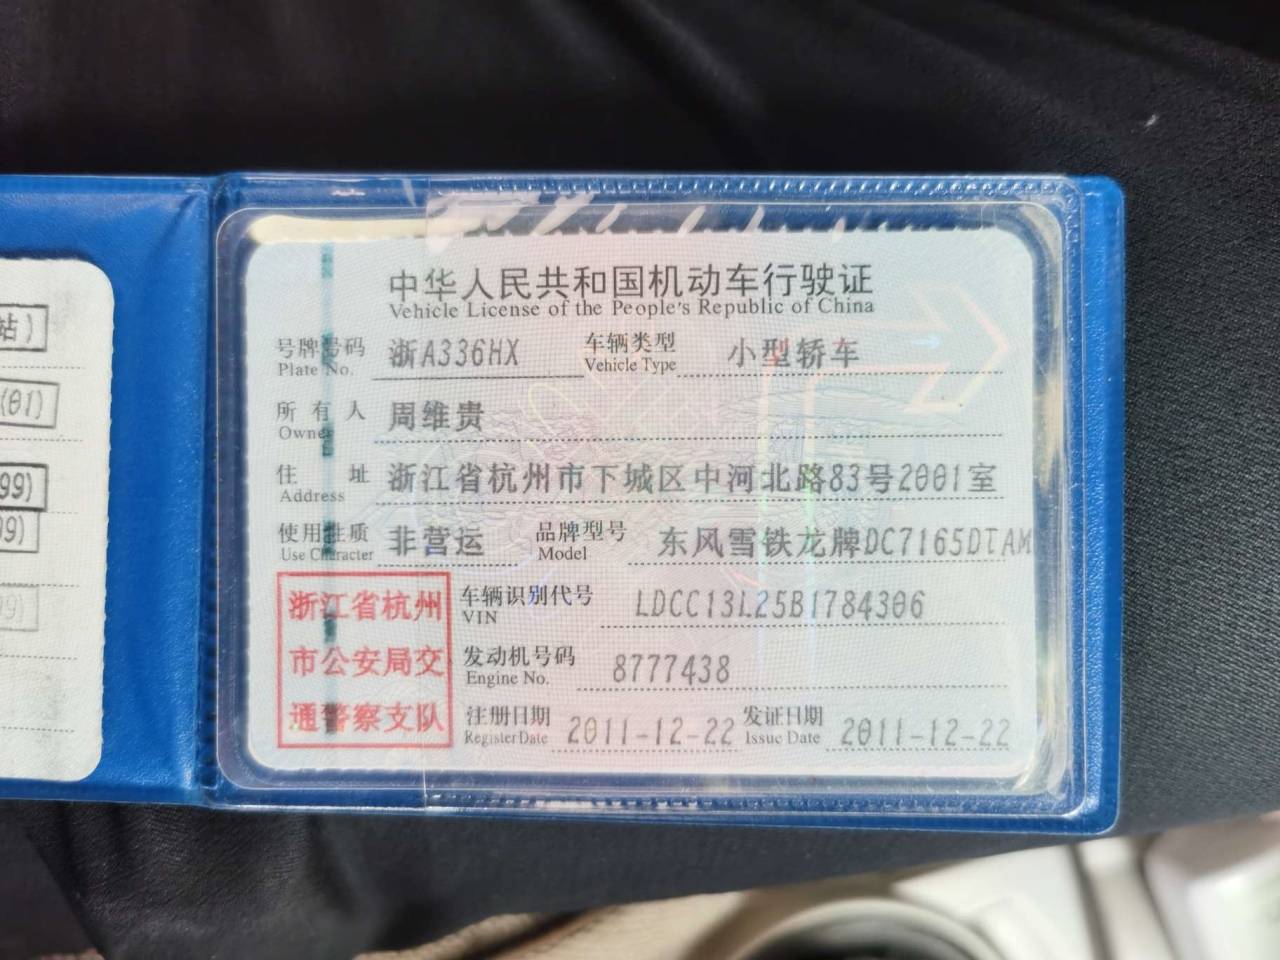 站)
(01)
99)
99)
99)
中华人民共和国机动车行驶证
Vehicle License of the People's Republic of China
号牌号码 浙A336HX 车辆类型 小型轿车
Plate No. Vehicle Type
所有人 周维贵
Owner
住址 浙江省杭州市下城区中河北路83号2001室
Address
使用性质 非营运 品牌型号 东风雪铁龙牌DC7165DTAM
Use Character Model
浙江省杭州
市公安局交
通警察支队
车辆识别代号 LDCC13L25B1784306
VIN
发动机号码 8777438
Engine No.
注册日期 2011-12-22 发证日期 2011-12-22
Register Date Issue Date